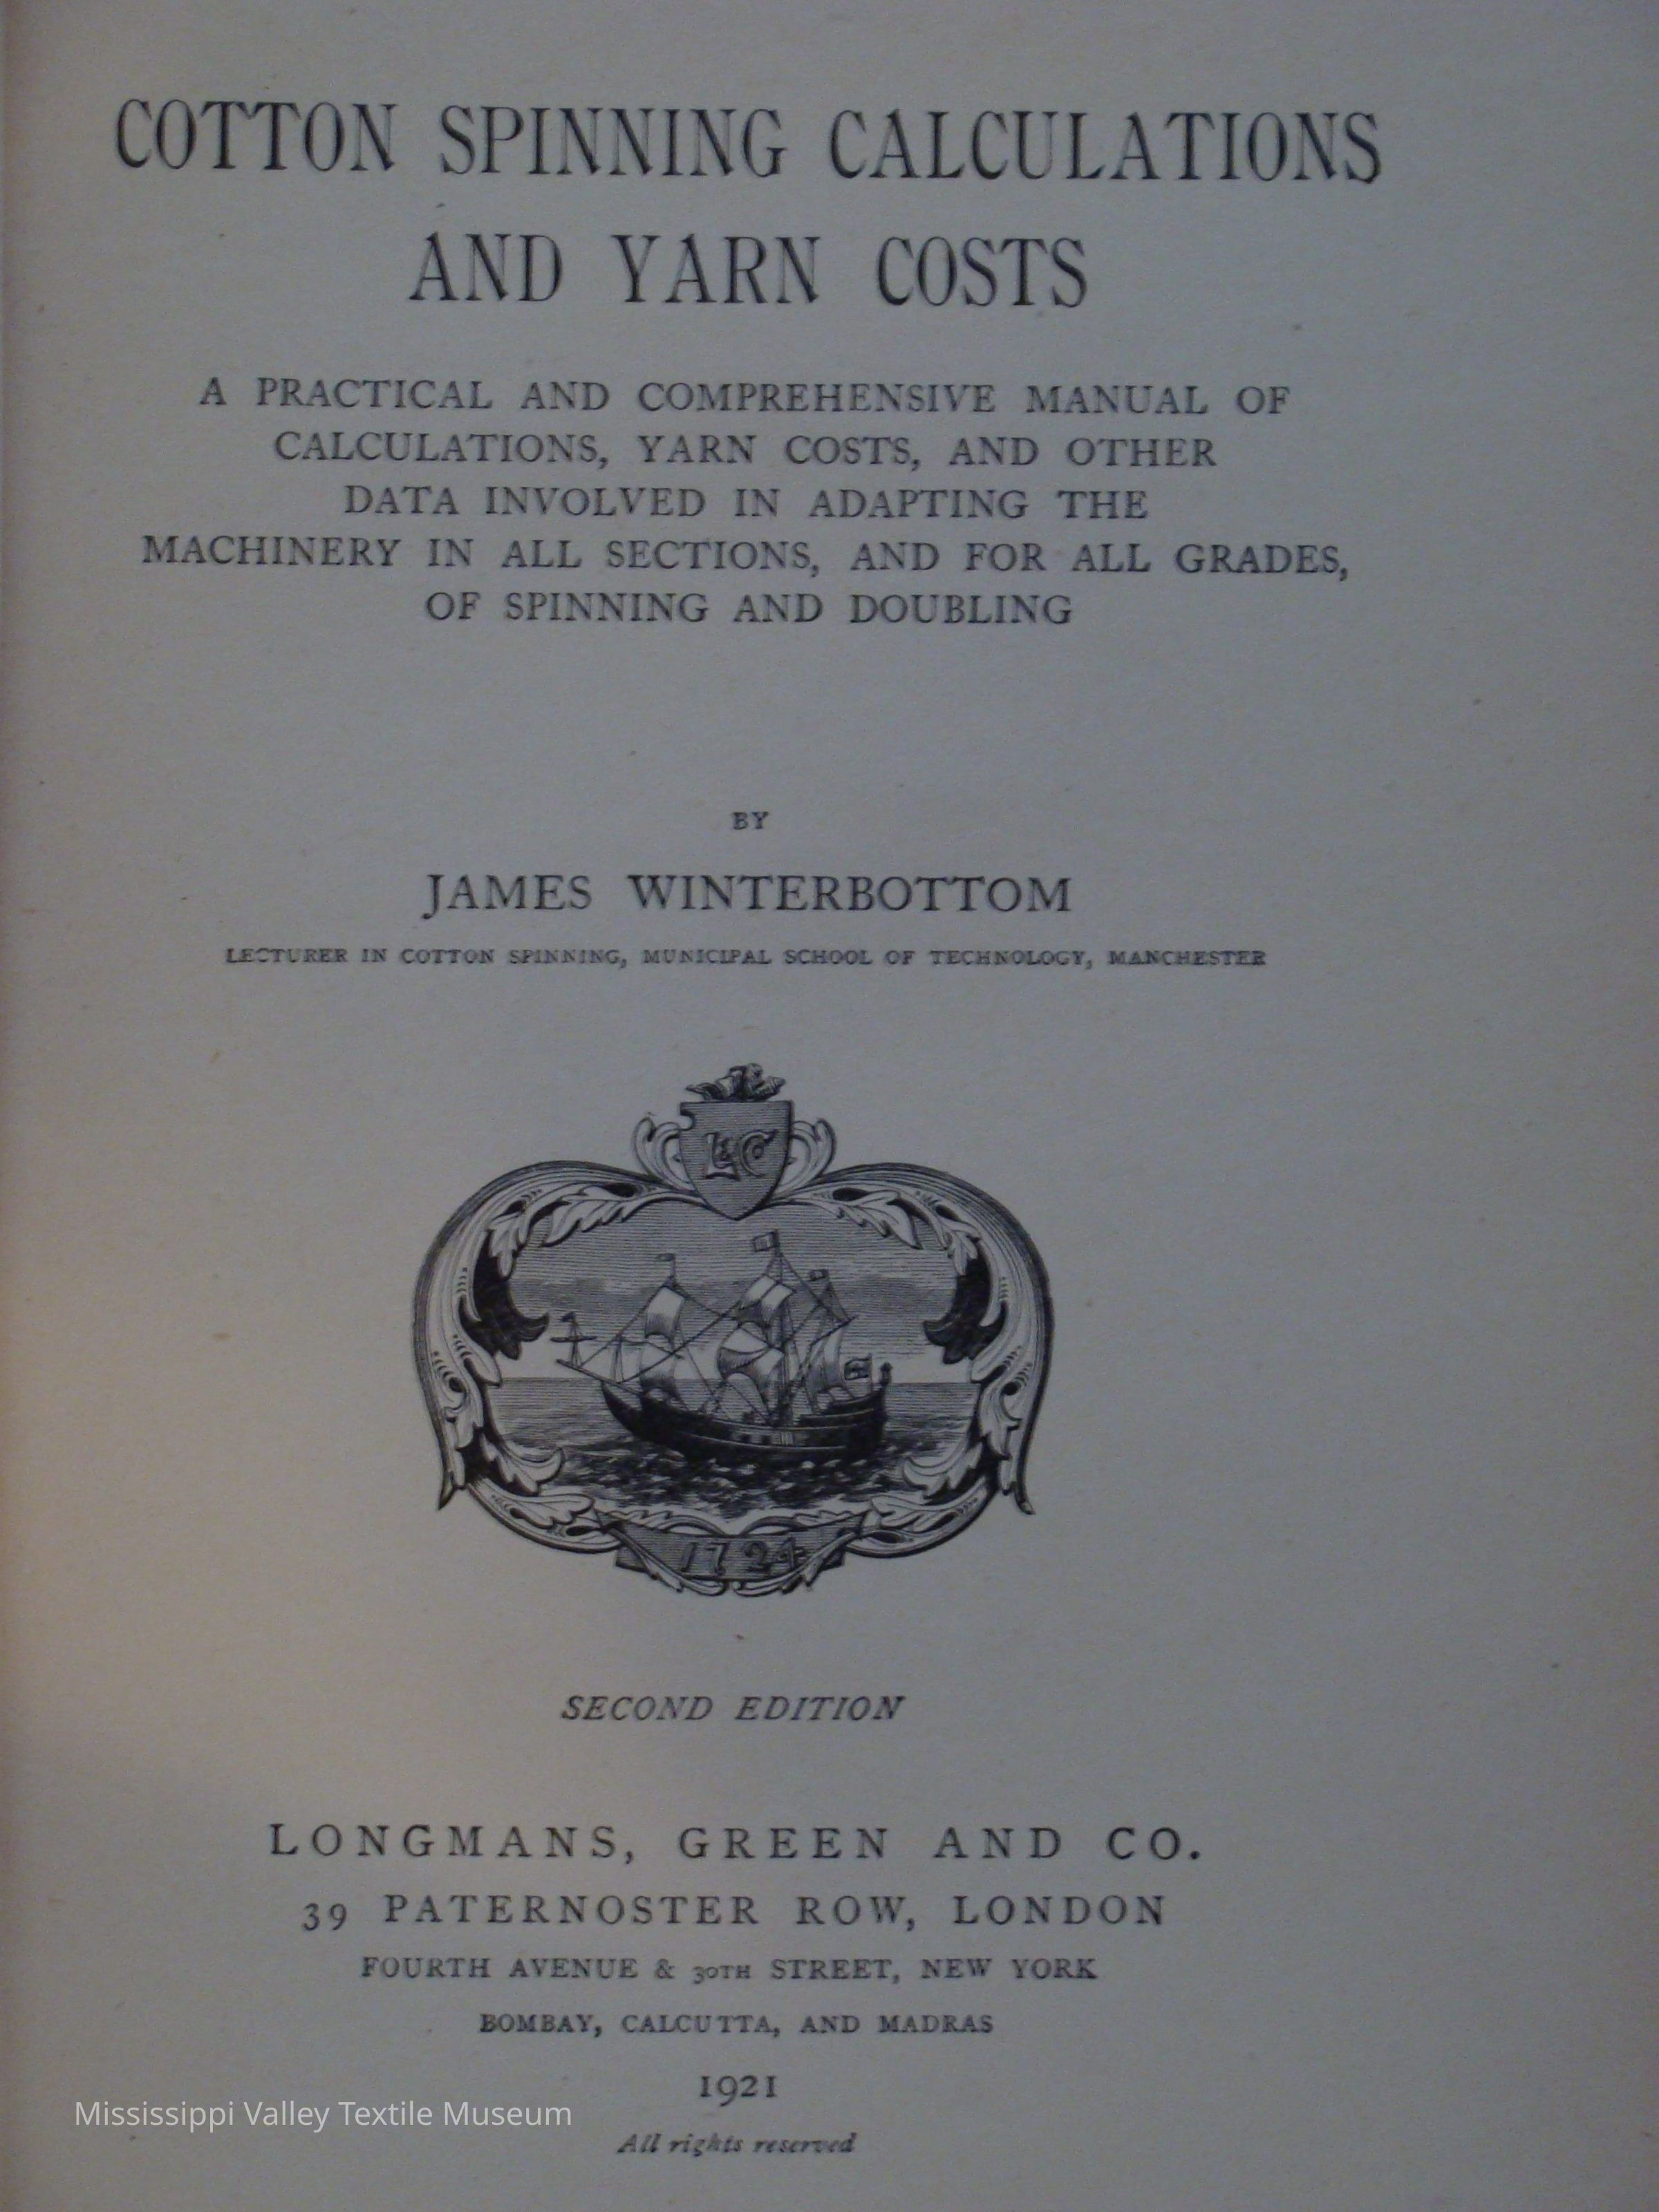 COTTON SPINNING CALCULATIONS
AND YARN COSTS
A PRACTICAL AND COMPREHENSIVE MANUAL OF
CALCULATIONS, YARN COSTS, AND OTHER
DATA INVOLVED IN ADAPTING THE
MACHINERY IN ALL SECTIONS, AND FOR ALL GRADES,
OF SPINNING AND DOUBLING
BY
JAMES WINTERBOTTOM
LECTURER IN COTTON SPINNING, MUNICIPAL SCHOOL OF TECHNOLOGY, MANCHESTER
L&C
1724
SECOND EDITION
LONGMANS, GREEN AND CO.
39 PATERNOSTER ROW, LONDON
FOURTH AVENUE & 30TH STREET, NEW YORK
BOMBAY, CALCUTTA, AND MADRAS
1921
Mississippi Valley Textile Museum
All rights reserved